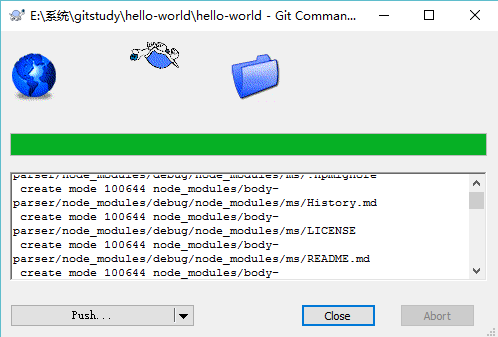 E:\系统\gitstudy\hello-world\hello-world - Git Comman...
parser/node_modules/debug/node_modules/ms/.npmignore
create mode 100644 node_modules/body-
parser/node_modules/debug/node_modules/ms/History.md
create mode 100644 node_modules/body-
parser/node_modules/debug/node_modules/ms/LICENSE
create mode 100644 node_modules/body-
parser/node_modules/debug/node_modules/ms/README.md
create mode 100644 node_modules/body-
Push...
Close
Abort